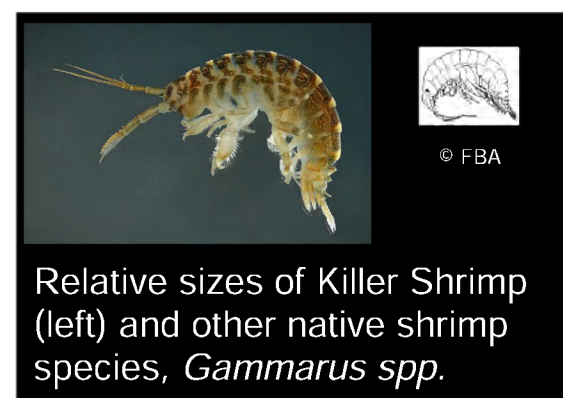 © FBA
Relative sizes of Killer Shrimp
(left) and other native shrimp
species, Gammarus spp.